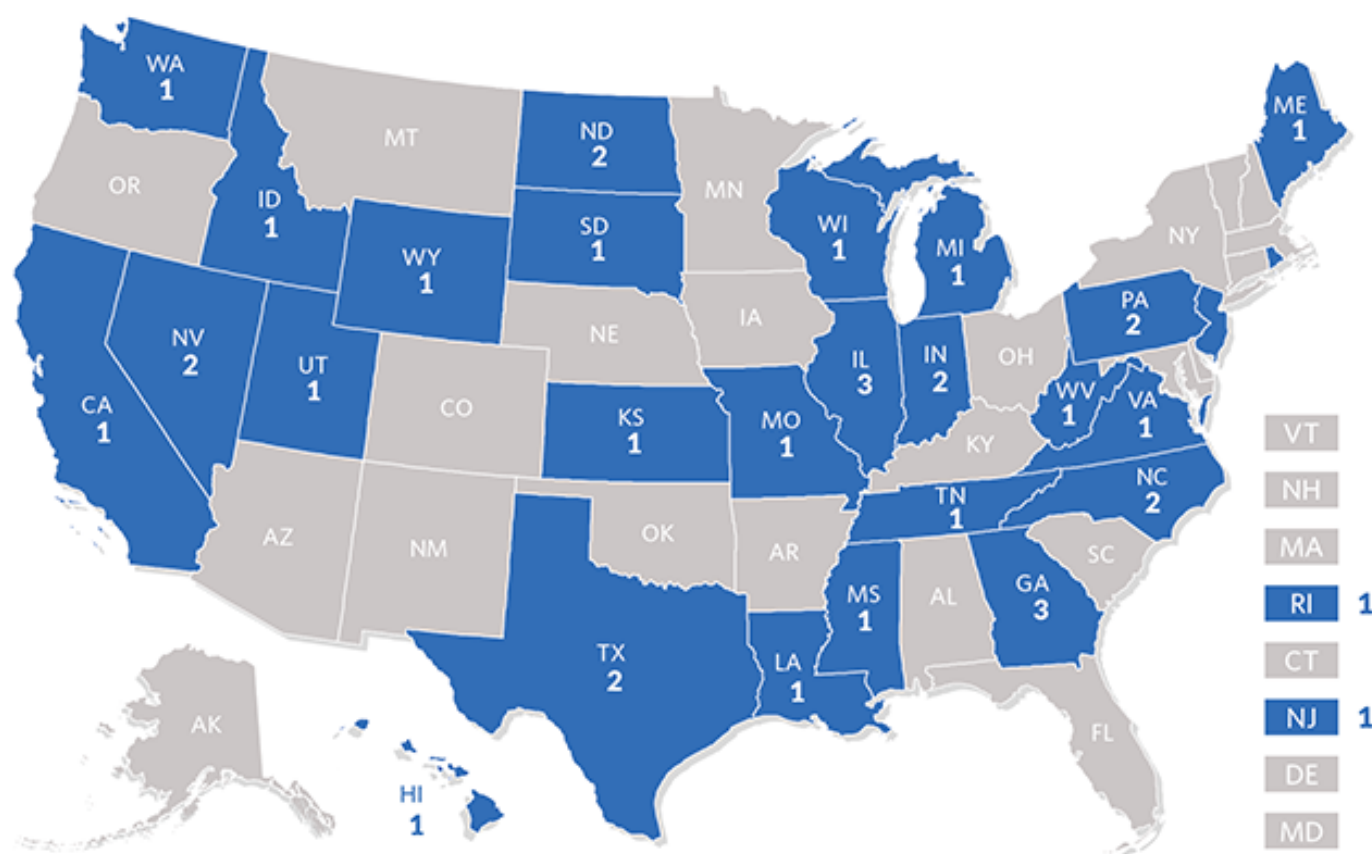 WA
1
MT
ND
2
MN
ME
1
OR
ID
1
SD
1
WI
1
MI
1
NY
WY
1
NV
2
UT
1
NE
IA
PA
2
CA
1
CO
KS
1
MO
1
IL
3
IN
2
OH
WV
1
VA
1
KY
VT
NH
AZ
NM
OK
AR
TN
1
NC
2
SC
MA
MS
1
AL
GA
3
RI 1
TX
2
LA
1
CT
AK
FL
NJ 1
HI
1
DE
MD